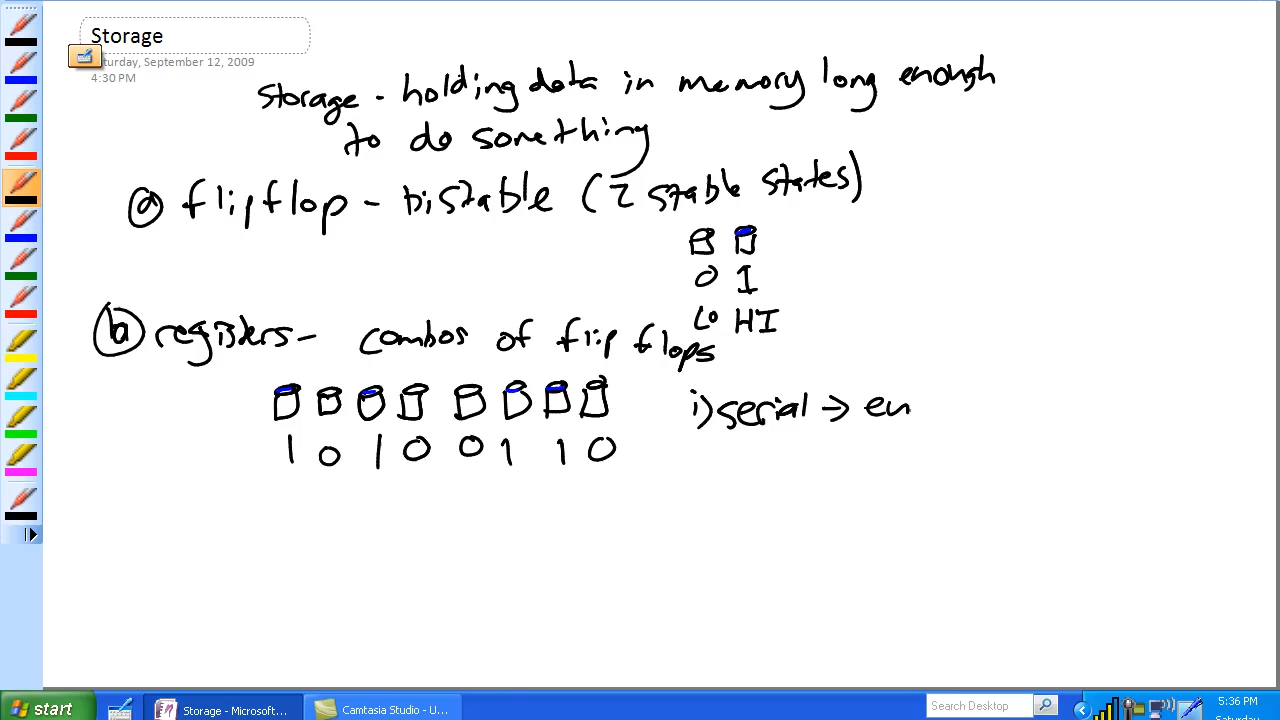 Storage
turday, September 12, 2009
4:30 PM
storage - holding data in memory long enough
to do something
a flipflop - bistable (2 stable states)
0 1
LO HI
b registers - combos of flip flops
1 0 1 0 0 1 1 0
i) serial → en
start
Storage - Microsoft...
Camtasia Studio - U...
Search Desktop
5:36 PM
Saturday